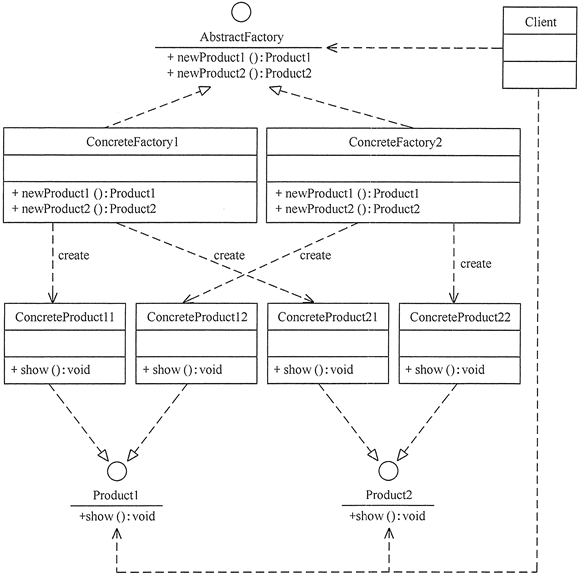 AbstractFactory
+ newProduct1 ():Product1
+ newProduct2 ():Product2
Client
ConcreteFactory1
+ newProduct1 ():Product1
+ newProduct2 ():Product2
ConcreteFactory2
+ newProduct1 ():Product1
+ newProduct2 ():Product2
create
create
create
create
ConcreteProduct11
+ show ():void
ConcreteProduct12
+ show ():void
ConcreteProduct21
+ show ():void
ConcreteProduct22
+ show ():void
Product1
+show ():void
Product2
+show ():void